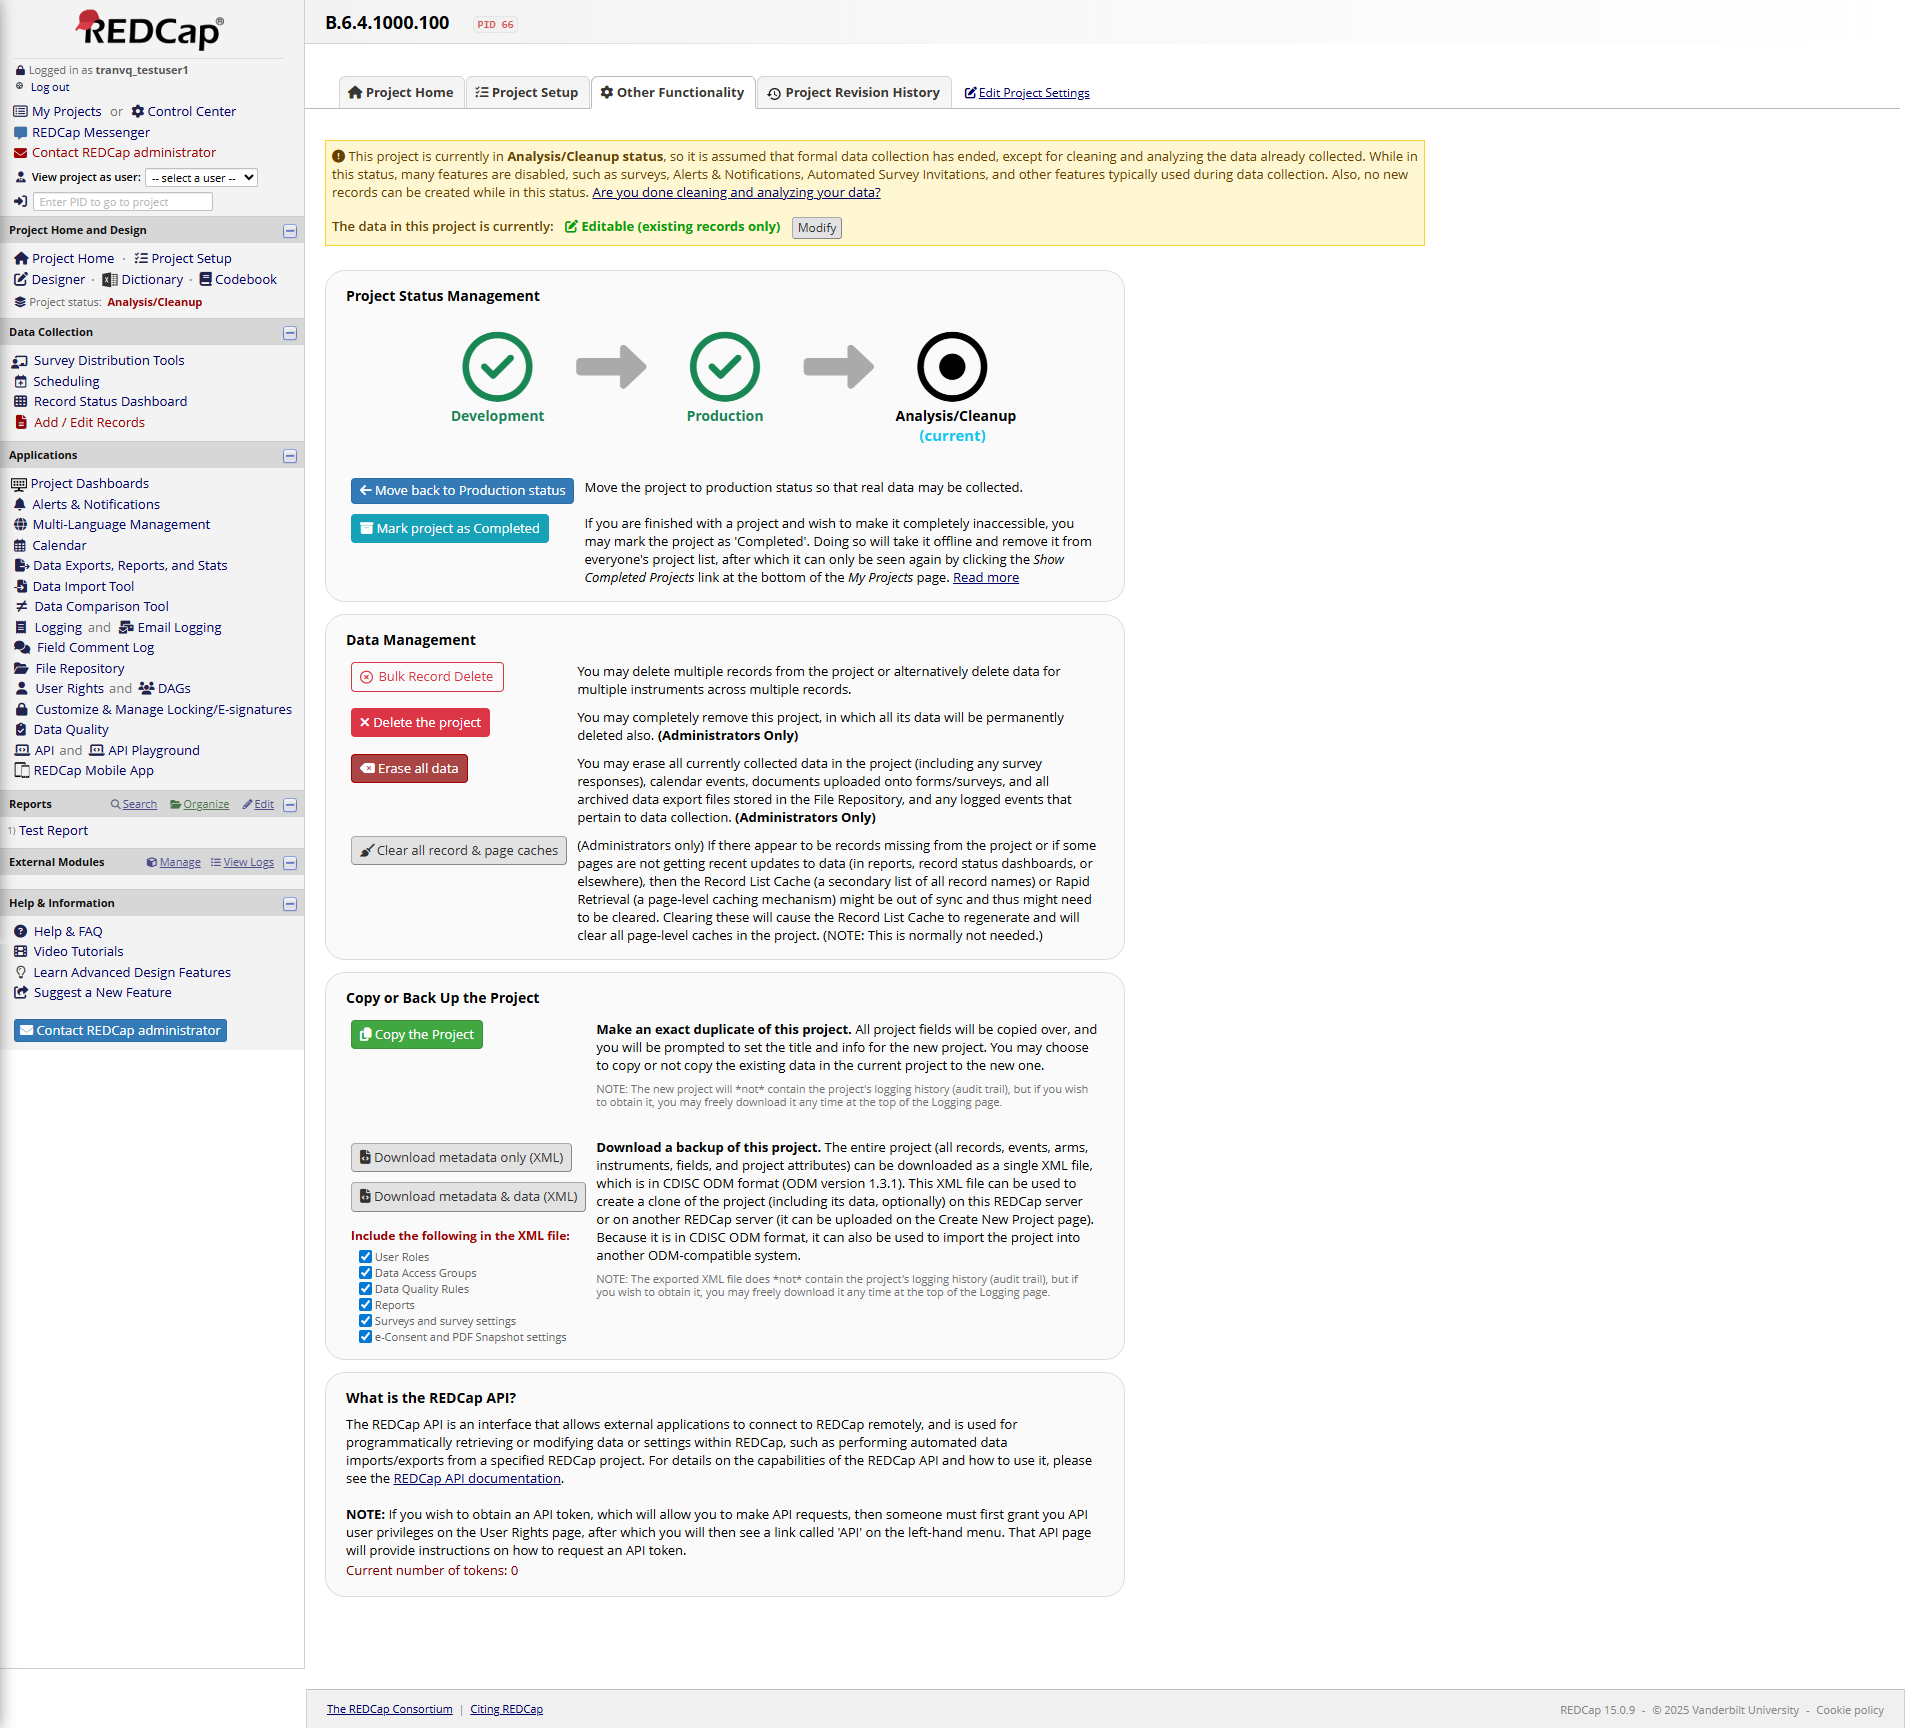 REDCap®
Logged in as tranvq_testuser1
Log out
My Projects or Control Center
REDCap Messenger
Contact REDCap administrator
View project as user: -- select a user --
Enter PID to go to project
Project Home and Design
Project Home · Project Setup
Designer · Dictionary · Codebook
Project status: Analysis/Cleanup
Data Collection
Survey Distribution Tools
Scheduling
Record Status Dashboard
Add / Edit Records
Applications
Project Dashboards
Alerts & Notifications
Multi-Language Management
Calendar
Data Exports, Reports, and Stats
Data Import Tool
Data Comparison Tool
Logging and Email Logging
Field Comment Log
File Repository
User Rights and DAGs
Customize & Manage Locking/E-signatures
Data Quality
API and API Playground
REDCap Mobile App
Reports Search Organize Edit
1) Test Report
External Modules Manage View Logs
Help & Information
Help & FAQ
Video Tutorials
Learn Advanced Design Features
Suggest a New Feature
Contact REDCap administrator
B.6.4.1000.100 PID 66
Project Home Project Setup Other Functionality Project Revision History Edit Project Settings
This project is currently in Analysis/Cleanup status, so it is assumed that formal data collection has ended, except for cleaning and analyzing the data already collected. While in
this status, many features are disabled, such as surveys, Alerts & Notifications, Automated Survey Invitations, and other features typically used during data collection. Also, no new
records can be created while in this status. Are you done cleaning and analyzing your data?
The data in this project is currently: Editable (existing records only) Modify
Project Status Management
Development Production Analysis/Cleanup
(current)
Move back to Production status Move the project to production status so that real data may be collected.
Mark project as Completed If you are finished with a project and wish to make it completely inaccessible, you
may mark the project as 'Completed'. Doing so will take it offline and remove it from
everyone's project list, after which it can only be seen again by clicking the Show
Completed Projects link at the bottom of the My Projects page. Read more
Data Management
Bulk Record Delete You may delete multiple records from the project or alternatively delete data for
multiple instruments across multiple records.
Delete the project You may completely remove this project, in which all its data will be permanently
deleted also. (Administrators Only)
Erase all data You may erase all currently collected data in the project (including any survey
responses), calendar events, documents uploaded onto forms/surveys, and all
archived data export files stored in the File Repository, and any logged events that
pertain to data collection. (Administrators Only)
Clear all record & page caches (Administrators only) If there appear to be records missing from the project or if some
pages are not getting recent updates to data (in reports, record status dashboards, or
elsewhere), then the Record List Cache (a secondary list of all record names) or Rapid
Retrieval (a page-level caching mechanism) might be out of sync and thus might need
to be cleared. Clearing these will cause the Record List Cache to regenerate and will
clear all page-level caches in the project. (NOTE: This is normally not needed.)
Copy or Back Up the Project
Copy the Project Make an exact duplicate of this project. All project fields will be copied over, and
you will be prompted to set the title and info for the new project. You may choose
to copy or not copy the existing data in the current project to the new one.
NOTE: The new project will *not* contain the project's logging history (audit trail), but if you wish
to obtain it, you may freely download it any time at the top of the Logging page.
Download metadata only (XML)
Download metadata & data (XML)
Include the following in the XML file:
User Roles
Data Access Groups
Data Quality Rules
Reports
Surveys and survey settings
e-Consent and PDF Snapshot settings
Download a backup of this project. The entire project (all records, events, arms,
instruments, fields, and project attributes) can be downloaded as a single XML file,
which is in CDISC ODM format (ODM version 1.3.1). This XML file can be used to
create a clone of the project (including its data, optionally) on this REDCap server
or on another REDCap server (it can be uploaded on the Create New Project page).
Because it is in CDISC ODM format, it can also be used to import the project into
another ODM-compatible system.
NOTE: The exported XML file does *not* contain the project's logging history (audit trail), but if
you wish to obtain it, you may freely download it any time at the top of the Logging page.
What is the REDCap API?
The REDCap API is an interface that allows external applications to connect to REDCap remotely, and is used for
programmatically retrieving or modifying data or settings within REDCap, such as performing automated data
imports/exports from a specified REDCap project. For details on the capabilities of the REDCap API and how to use it, please
see the REDCap API documentation.
NOTE: If you wish to obtain an API token, which will allow you to make API requests, then someone must first grant you API
user privileges on the User Rights page, after which you will then see a link called 'API' on the left-hand menu. That API page
will provide instructions on how to request an API token.
Current number of tokens: 0
The REDCap Consortium | Citing REDCap
REDCap 15.0.9 - © 2025 Vanderbilt University - Cookie policy